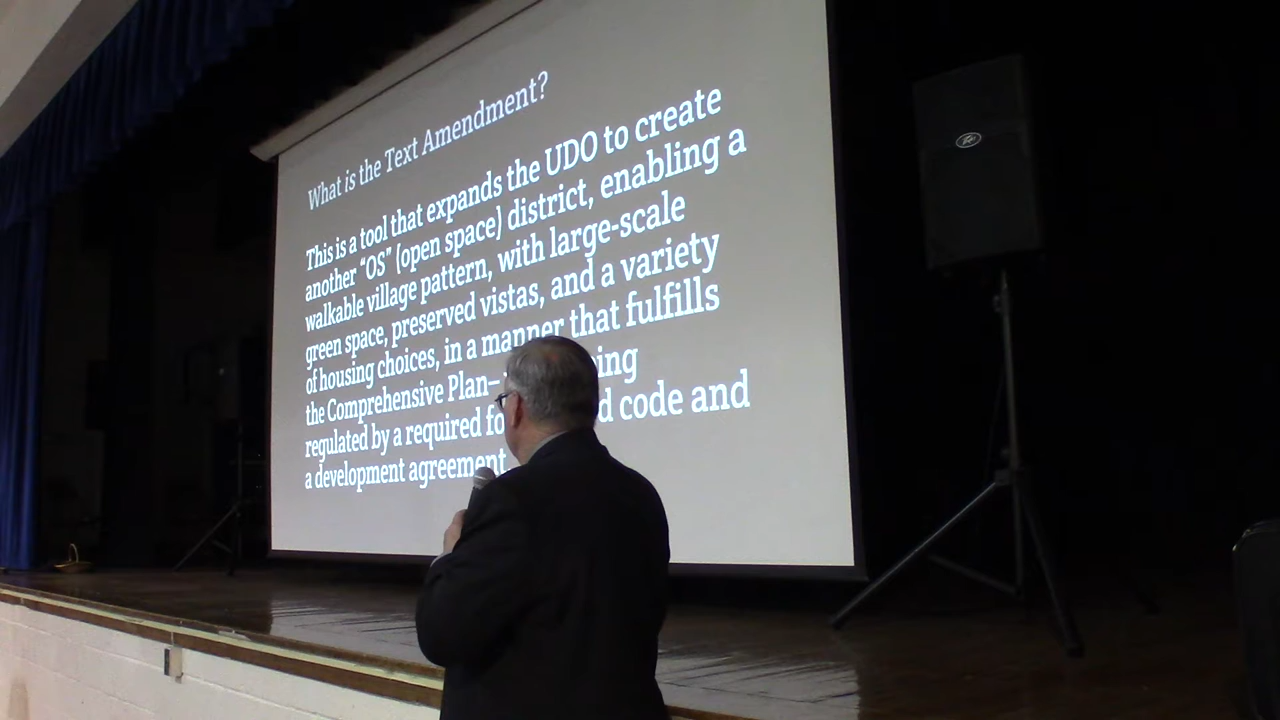 What is the Text Amendment?
This is a tool that expands the UDO to create
another “OS” (open space) district, enabling a
walkable village pattern, with large-scale
green space, preserved vistas, and a variety
of housing choices, in a manner that fulfills
the Comprehensive Plan– ing
regulated by a required fo d code and
a development agreement.